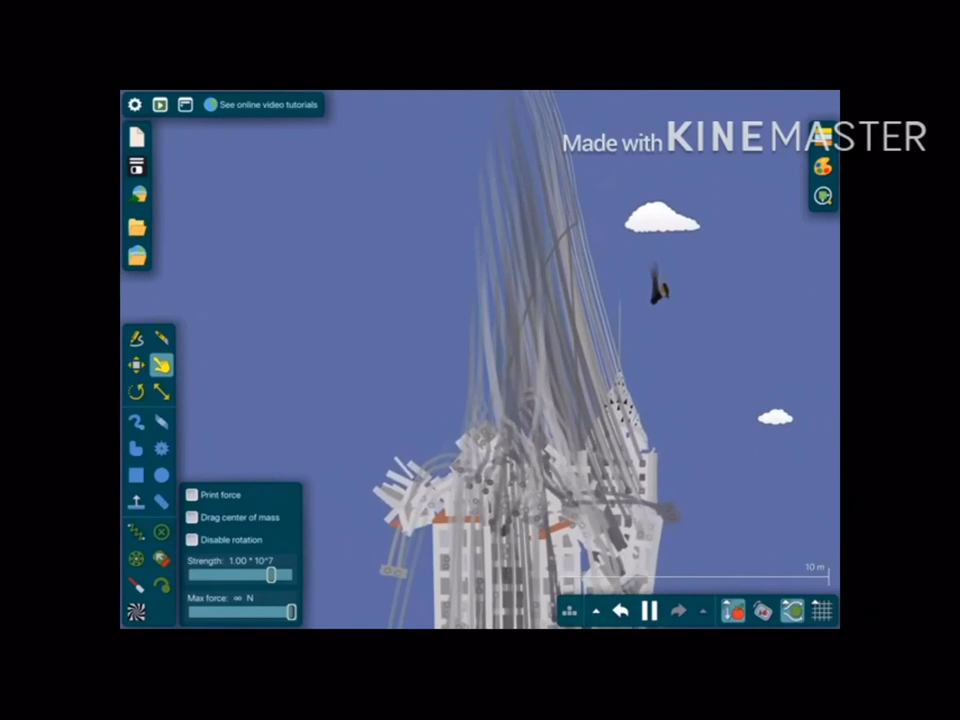 See online video tutorials
Made with KINEMASTER
Print force
Drag center of mass
Disable rotation
Strength: 1.00 * 10^7
Max force: ∞ N
10 m